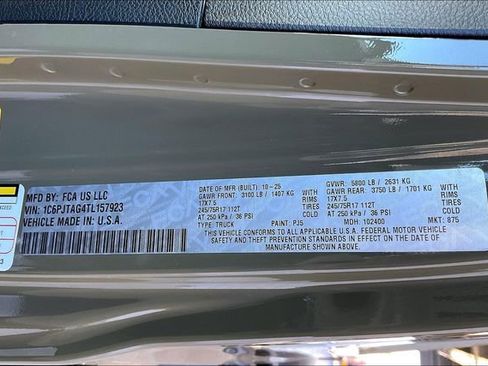 MFD BY: FCA US LLC
VIN: 1C6PJTAG4TL157923
VEHICLE MADE IN: U.S.A.
DATE OF MFR (BUILT) 10-25
GAWR FRONT: 3100 LB / 1407 KG WITH
17X7.5 RIMS
245/75R17 112T TIRES
AT 250 kPa / 36 PSI
TYPE: TRUCK PAINT: PJ5
GVWR: 5800 LB / 2631 KG
GAWR REAR: 3750 LB / 1701 KG WITH
17X7.5 RIMS
245/75R17 112T TIRES
AT 250 kPa / 36 PSI
MDH: 102400 MKT: 875
THIS VEHICLE CONFORMS TO ALL APPLICABLE U.S.A. FEDERAL MOTOR VEHICLE
SAFETY AND THEFT PREVENTION STANDARDS IN EFFECT ON THE DATE OF
MANUFACTURE SHOWN ABOVE.